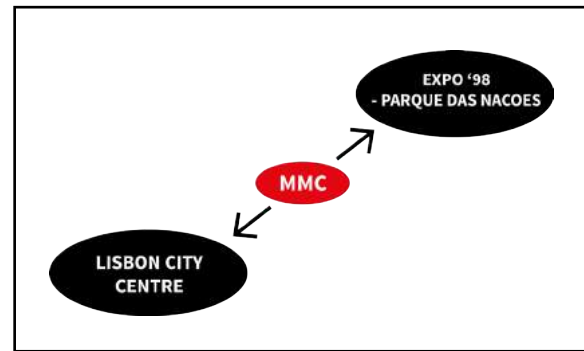 EXPO ‘98
- PARQUE DAS NACOES
MMC
LISBON CITY
CENTRE